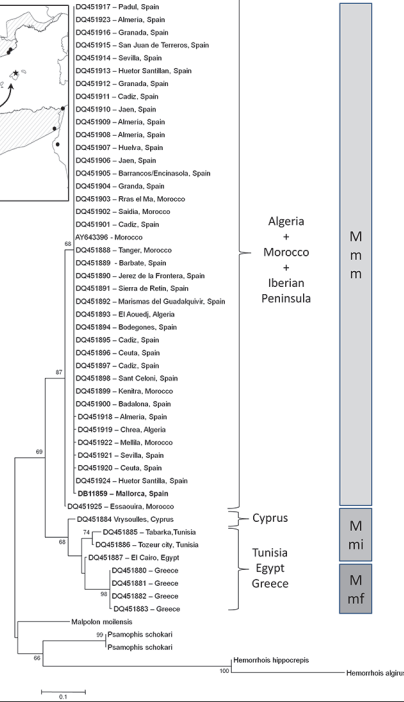 DQ451917 – Padul, Spain
DQ451923 – Almeria, Spain
DQ451916 – Granada, Spain
DQ451915 – San Juan de Terreros, Spain
DQ451914 – Sevilla, Spain
DQ451913 – Huetor Santillan, Spain
DQ451912 – Granada, Spain
DQ451911 – Cadiz, Spain
DQ451910 – Jaen, Spain
DQ451909 – Almeria, Spain
DQ451908 – Almeria, Spain
DQ451907 – Huelva, Spain
DQ451906 – Jaen, Spain
DQ451905 – Barrancos/Encinasola, Spain
DQ451904 – Granda, Spain
DQ451903 – Rras el Ma, Morocco
DQ451902 – Saidia, Morocco
DQ451901 – Cadiz, Spain
AY643396 - Morocco
68
DQ451888 – Tanger, Morocco
DQ451889 - Barbate, Spain
DQ451890 – Jerez de la Frontera, Spain
DQ451891 – Sierra de Retin, Spain
DQ451892 – Marismas del Guadalquivir, Spain
DQ451893 – El Aouedj, Algeria
DQ451894 – Bodegones, Spain
DQ451895 – Cadiz, Spain
DQ451896 – Ceuta, Spain
DQ451897 – Cadiz, Spain
87
DQ451898 – Sant Celoni, Spain
DQ451899 – Kenitra, Morocco
DQ451900 – Badalona, Spain
DQ451918 – Almeria, Spain
DQ451919 – Chrea, Algeria
DQ451922 – Mellila, Morocco
DQ451921 – Sevilla, Spain
69
DQ451920 – Ceuta, Spain
DQ451924 – Huetor Santilla, Spain
DB11859 – Mallorca, Spain
DQ451925 – Essaouira, Morocco
DQ451884 Vrysoulles, Cyprus
74
DQ451885 – Tabarka,Tunisia
68
DQ451886 – Tozeur city, Tunisia
DQ451887 – El Cairo, Egypt
DQ451880 – Greece
DQ451881 – Greece
98
DQ451882 – Greece
DQ451883 – Greece
Malpolon moilensis
99
Psamophis schokari
Psamophis schokari
66
Hemorrhois hippocrepis
100
Hemorrhois algirus
0.1
Algeria
+
Morocco
+
Iberian
Peninsula
Cyprus
Tunisia
Egypt
Greece
M
m
m
M
mi
M
mf